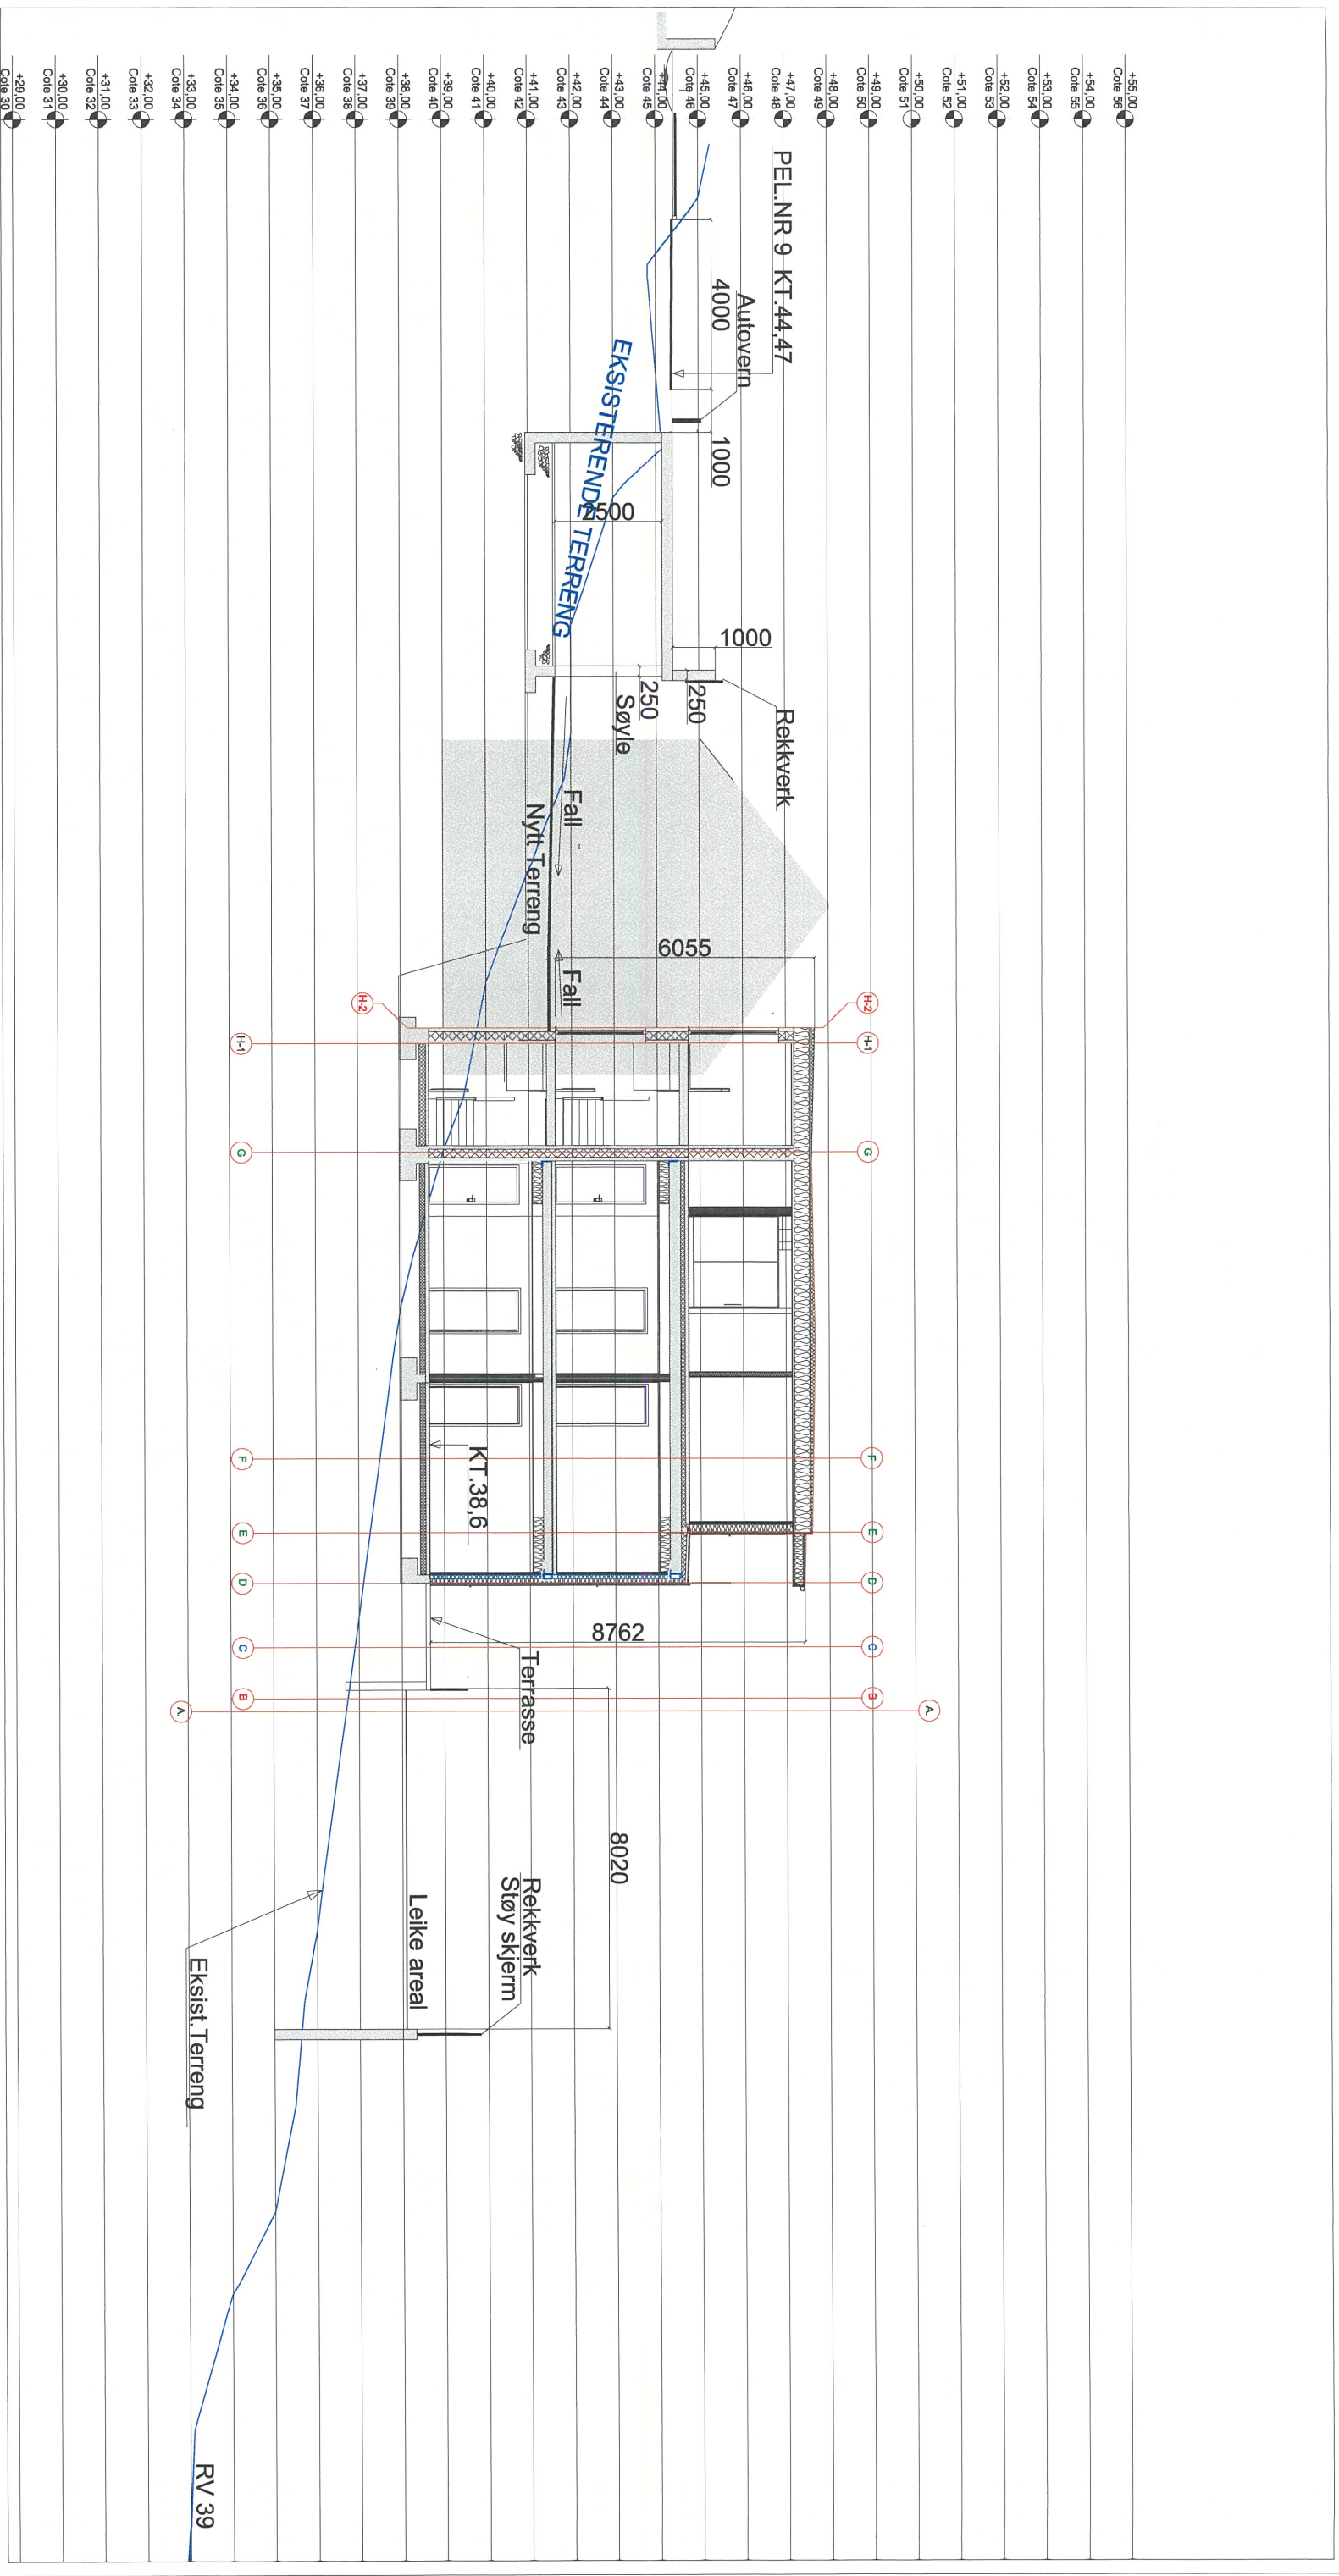 +55,00
Cote 56
+54,00
Cote 55
+53,00
Cote 54
+52,00
Cote 53
+51,00
Cote 52
+50,00
Cote 51
+49,00
Cote 50
+48,00
Cote 49
+47,00
Cote 48
+46,00
Cote 47
+45,00
Cote 46
+44,00
Cote 45
+43,00
Cote 44
+42,00
Cote 43
+41,00
Cote 42
+40,00
Cote 41
+39,00
Cote 40
+38,00
Cote 39
+37,00
Cote 38
+36,00
Cote 37
+35,00
Cote 36
+34,00
Cote 35
+33,00
Cote 34
+32,00
Cote 33
+31,00
Cote 32
+30,00
Cote 31
+29,00
Cote 30
PEL.NR 9 KT.44,47
Autovern
4000
1000
EKSISTERENDE TERRENG
2500
1000
Rekkverk
250
250
Søyle
Fall
Nytt Terreng
Fall
6055
H-2
H-1
G
F
E
D
C
B
A.
H-2
H-1
G
F
E
D
C
B
A.
KT.38,6
8762
Terrasse
8020
Rekkverk
Støy skjerm
Leike areal
Eksist.Terreng
RV 39